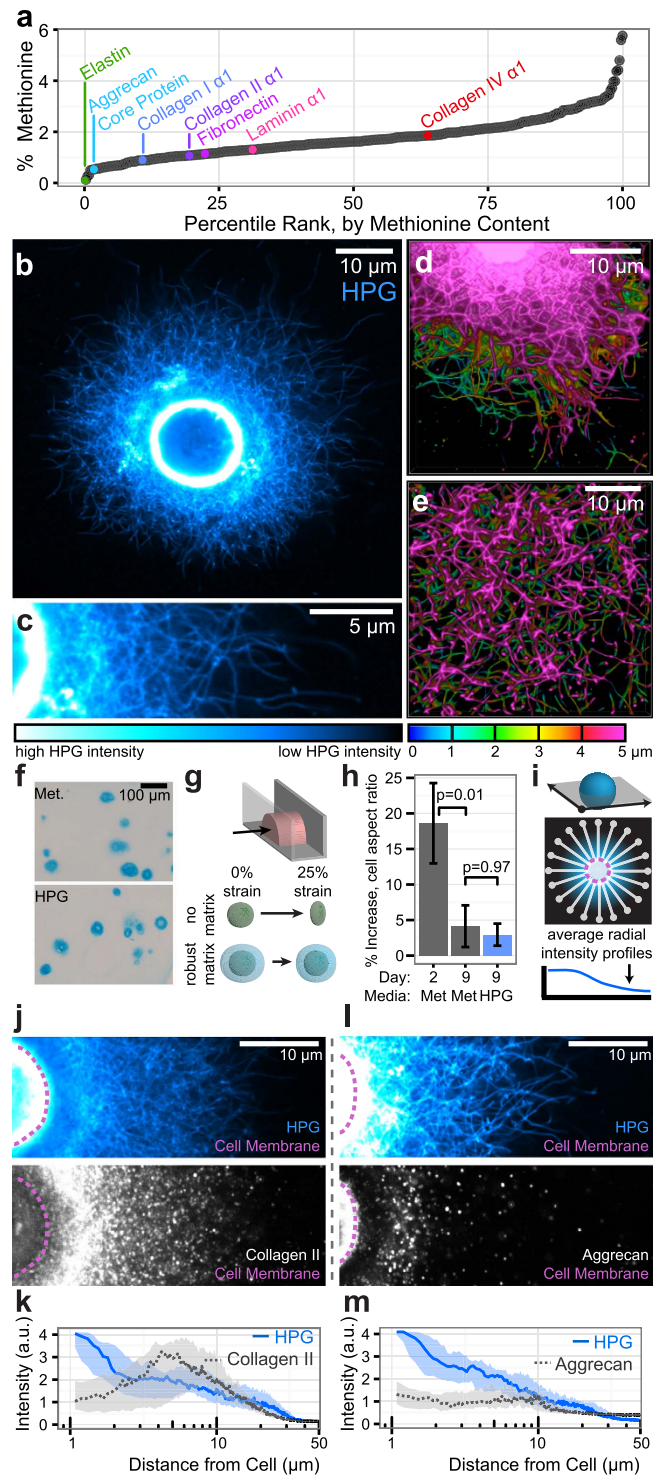 a
6
4
2
0
% Methionine
Elastin
Aggrecan
Core Protein
Collagen I α1
Collagen II α1
Fibronectin
Laminin α1
Collagen IV α1
0
25
50
75
100
Percentile Rank, by Methionine Content
b
10 µm
HPG
d
10 µm
e
10 µm
c
5 µm
high HPG intensity
low HPG intensity
0 1 2 3 4 5 µm
f
Met.
100 µm
HPG
g
0%
strain
25%
strain
no
matrix
robust
matrix
h
% Increase, cell aspect ratio
25
20
15
10
5
0
p=0.01
p=0.97
Day: 2 9 9
Media: Met Met HPG
i
average radial
intensity profiles
j
10 µm
HPG
Cell Membrane
Collagen II
Cell Membrane
l
10 µm
HPG
Cell Membrane
Aggrecan
Cell Membrane
k
Intensity (a.u.)
4
3
2
1
0
HPG
Collagen II
1
10
50
Distance from Cell (µm)
m
Intensity (a.u.)
4
3
2
1
0
HPG
Aggrecan
1
10
50
Distance from Cell (µm)